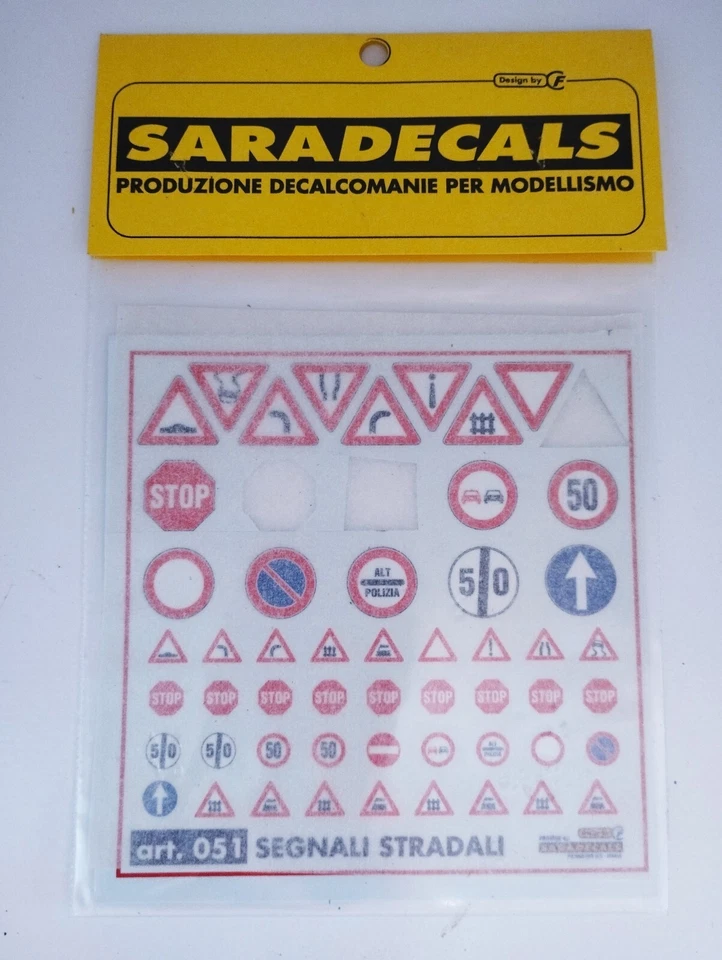 Design by CF
SARADECALS
PRODUZIONE DECALCOMANIE PER MODELLISMO
STOP
50
ALT
POLIZIA
5 0
STOP STOP STOP STOP STOP STOP STOP STOP STOP
5 0 5 0 50 50
art. 051 SEGNALI STRADALI
SARADECALS